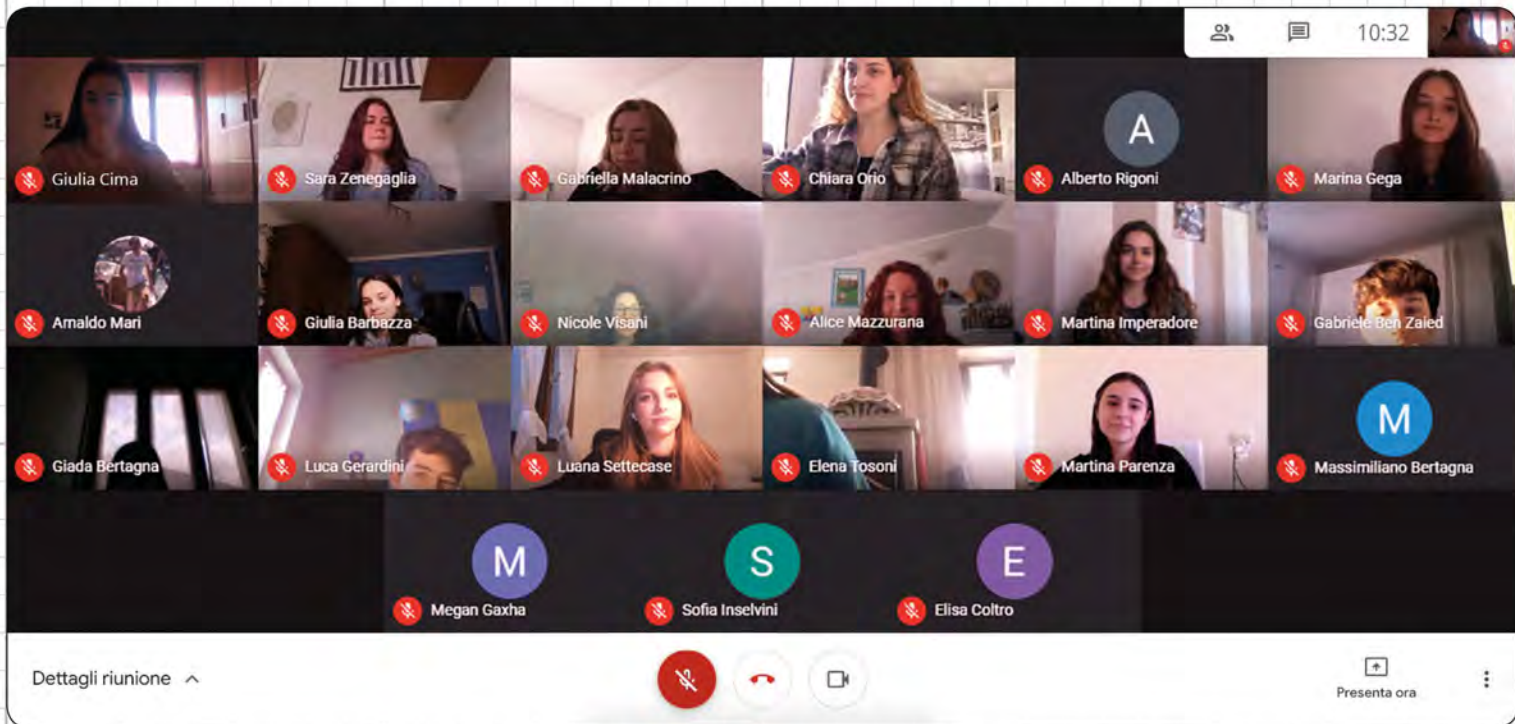 10:32
Giulia Cima
Sara Zenegaglia
Gabriella Malacrino
Chiara Orio
A
Alberto Rigoni
Marina Gega
Arnaldo Mari
Giulia Barbazza
Nicole Visani
Alice Mazzurana
Martina Imperadore
Gabriele Ben Zaied
Giada Bertagna
Luca Gerardini
Luana Settecase
Elena Tosoni
Martina Parenza
M
Massimiliano Bertagna
M
Megan Gaxha
S
Sofia Inselvini
E
Elisa Coltro
Dettagli riunione
Presenta ora